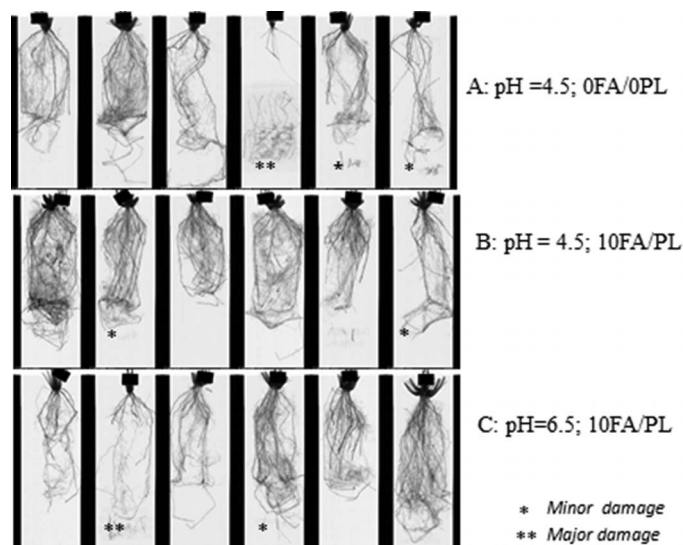 A: pH =4.5; 0FA/0PL
** * *
B: pH = 4.5; 10FA/PL
* *
C: pH=6.5; 10FA/PL
** *
* Minor damage
** Major damage